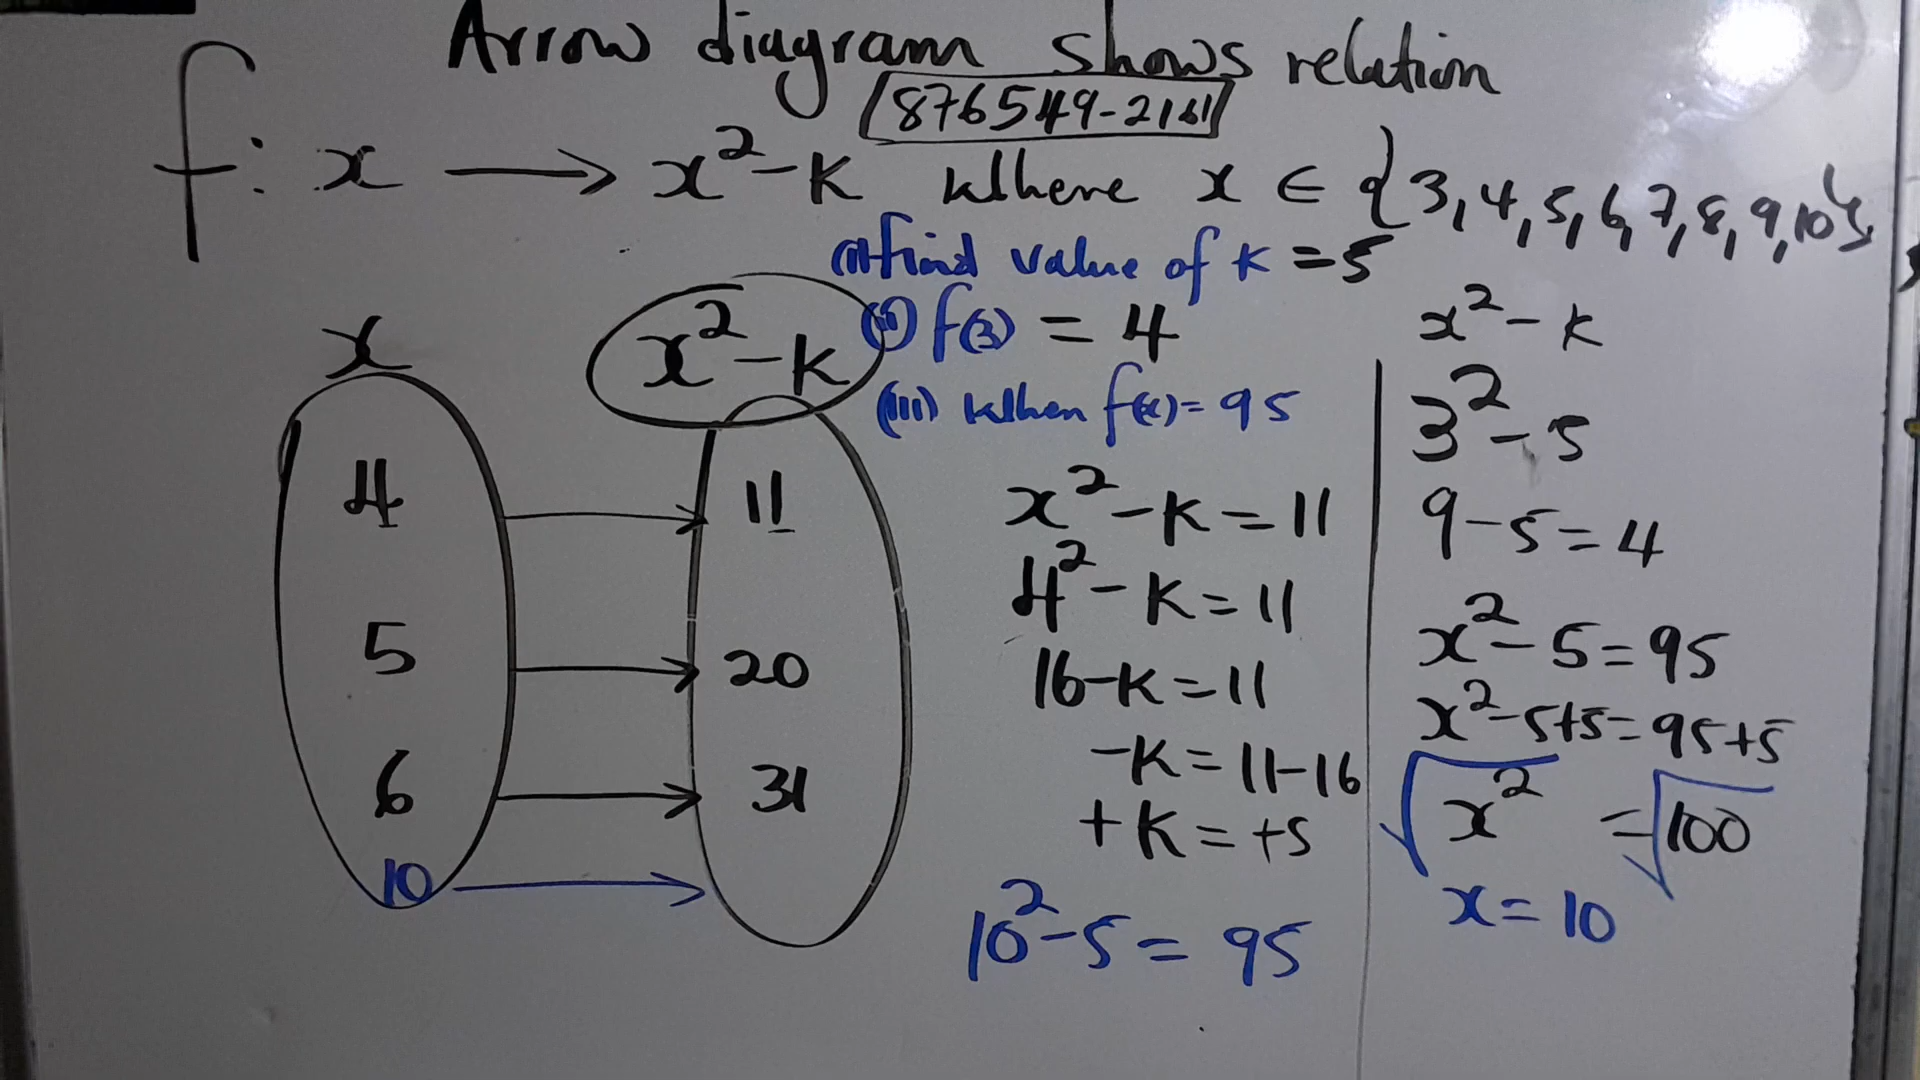 Arrow diagram shows relation
876549-2161
f: x → x²-k where x ∈ {3,4,5,6,7,8,9,10},
(i) find value of k = 5
(ii) f(3) = 4
(iii) when f(x) = 95
x
x²-k
4
5
6
10
11
20
31
x²-k=11
4²-k=11
16-k=11
-k=11-16
+k=+5
10²-5=95
x²-k
3²-5
9-5=4
x²-5=95
x²-5+5=95+5
√x² = √100
x=10